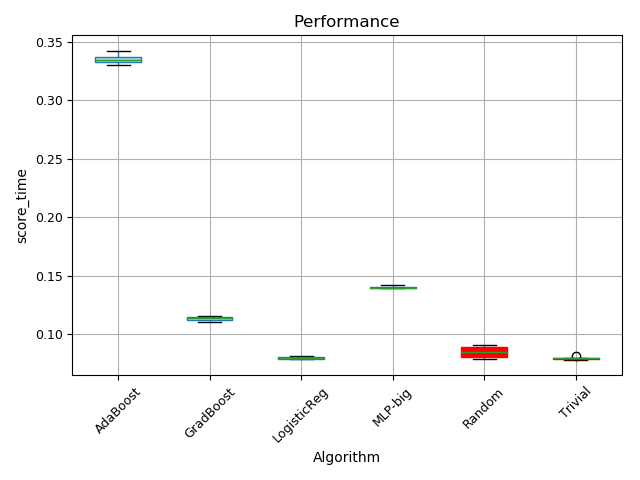 Performance
0.35
0.30
0.25
0.20
0.15
0.10
score_time
AdaBoost
GradBoost
LogisticReg
MLP-big
Random
Trivial
Algorithm